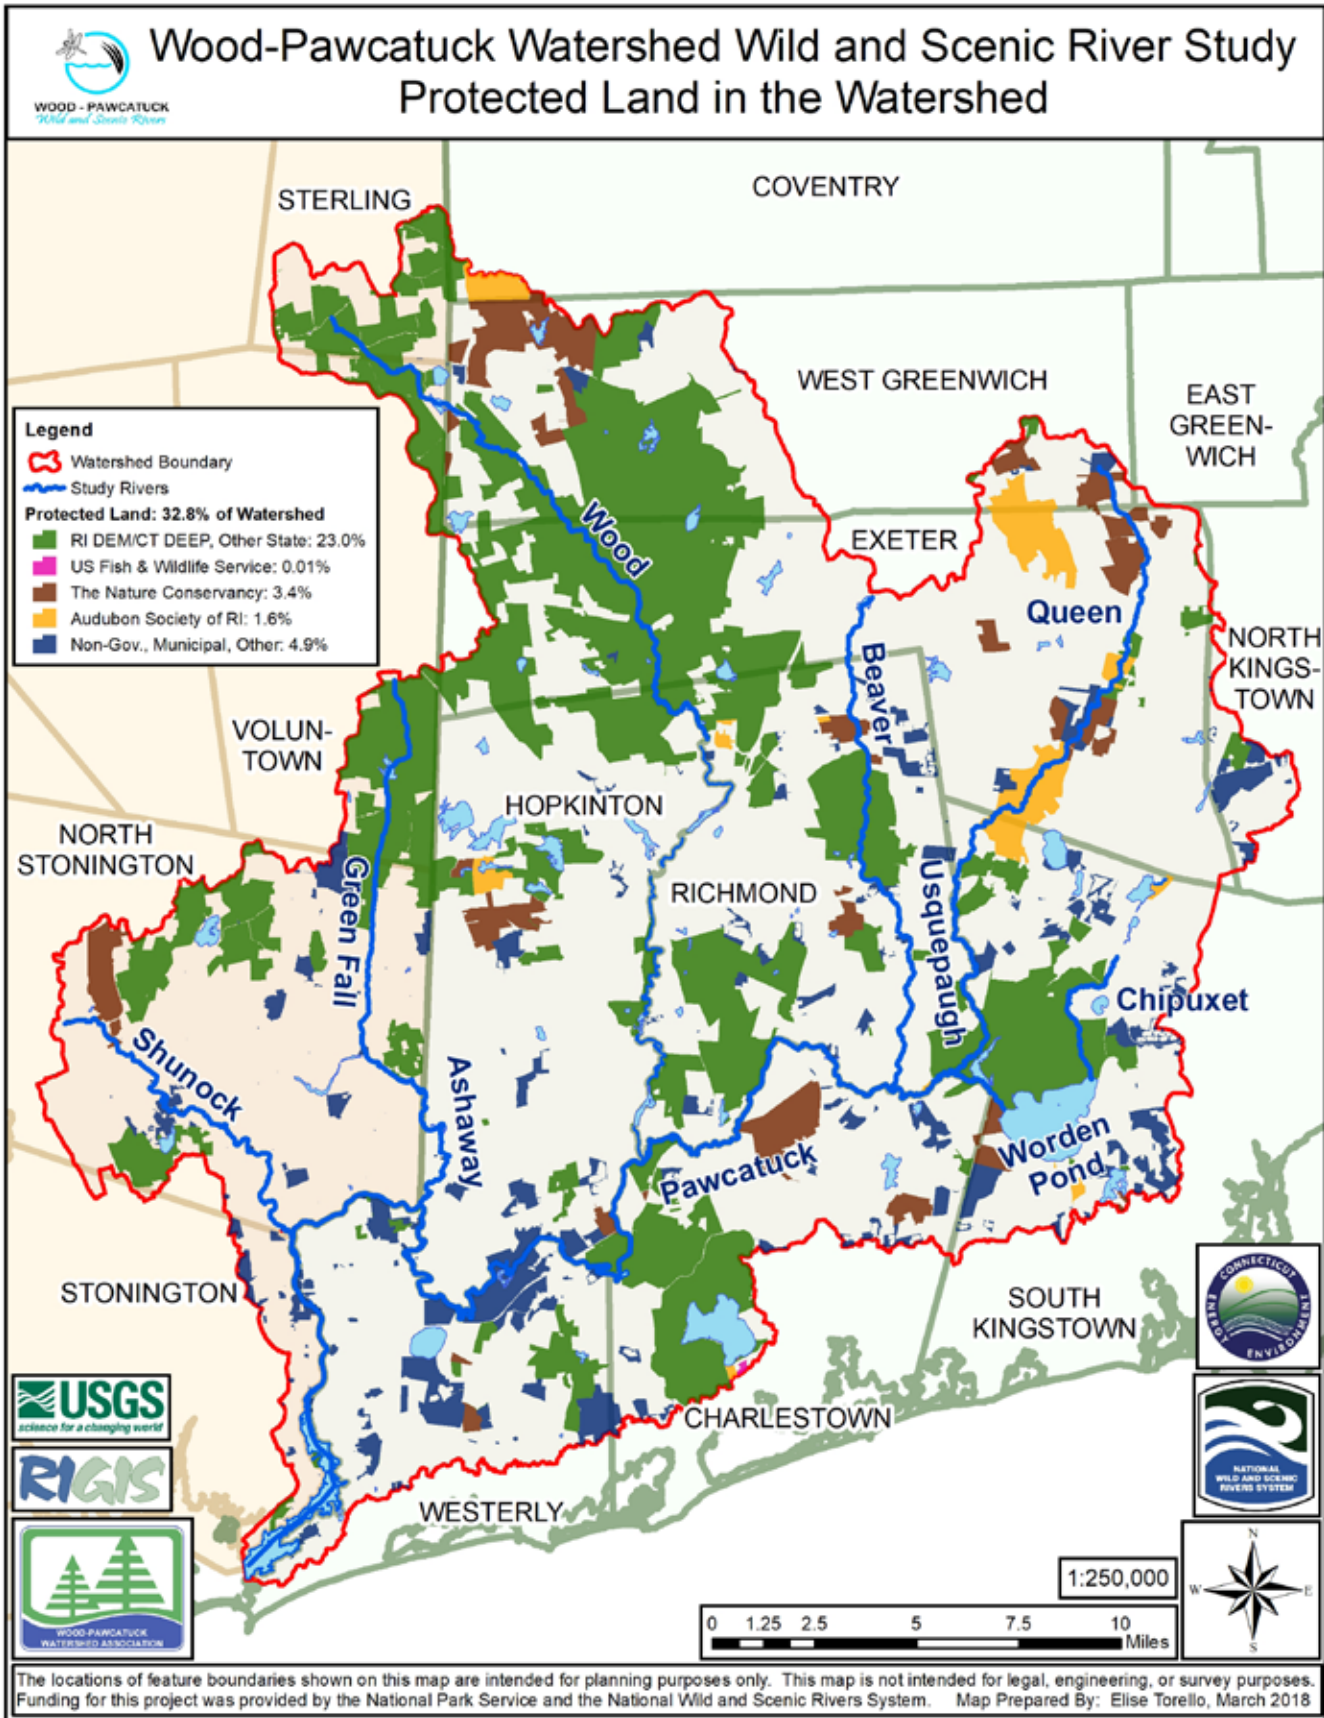 Wood-Pawcatuck Watershed Wild and Scenic River Study
Protected Land in the Watershed
WOOD - PAWCATUCK
Wild and Scenic Rivers
STERLING
COVENTRY
WEST GREENWICH
EAST
GREEN-
WICH
Legend
Watershed Boundary
Study Rivers
Protected Land: 32.8% of Watershed
RI DEM/CT DEEP, Other State: 23.0%
US Fish & Wildlife Service: 0.01%
The Nature Conservancy: 3.4%
Audubon Society of RI: 1.6%
Non-Gov., Municipal, Other: 4.9%
Wood
EXETER
Queen
Beaver
NORTH
KINGS-
TOWN
VOLUN-
TOWN
HOPKINTON
NORTH
STONINGTON
Green Fall
RICHMOND
Usquepaugh
Chipuxet
Shunock
Ashaway
Pawcatuck
Worden
Pond
STONINGTON
SOUTH
KINGSTOWN
CHARLESTOWN
WESTERLY
CONNECTICUT
ENERGY
ENVIRONMENT
USGS
science for a changing world
RIGIS
NATIONAL
WILD AND SCENIC
RIVERS SYSTEM
WOOD-PAWCATUCK
WATERSHED ASSOCIATION
N
W
E
S
1:250,000
0 1.25 2.5 5 7.5 10
Miles
The locations of feature boundaries shown on this map are intended for planning purposes only. This map is not intended for legal, engineering, or survey purposes.
Funding for this project was provided by the National Park Service and the National Wild and Scenic Rivers System. Map Prepared By: Elise Torello, March 2018